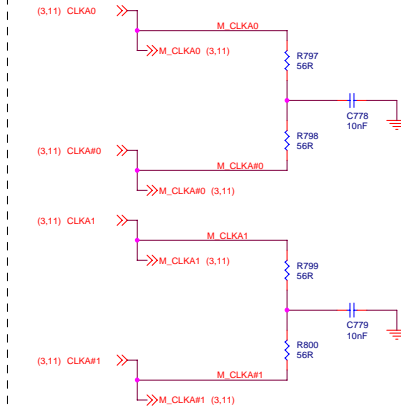 (3,11) CLKA0
M_CLKA0
M_CLKA0 (3,11)
R797
56R
C778
10nF
R798
56R
(3,11) CLKA#0
M_CLKA#0
M_CLKA#0 (3,11)
(3,11) CLKA1
M_CLKA1
M_CLKA1 (3,11)
R799
56R
C779
10nF
R800
56R
(3,11) CLKA#1
M_CLKA#1
M_CLKA#1 (3,11)